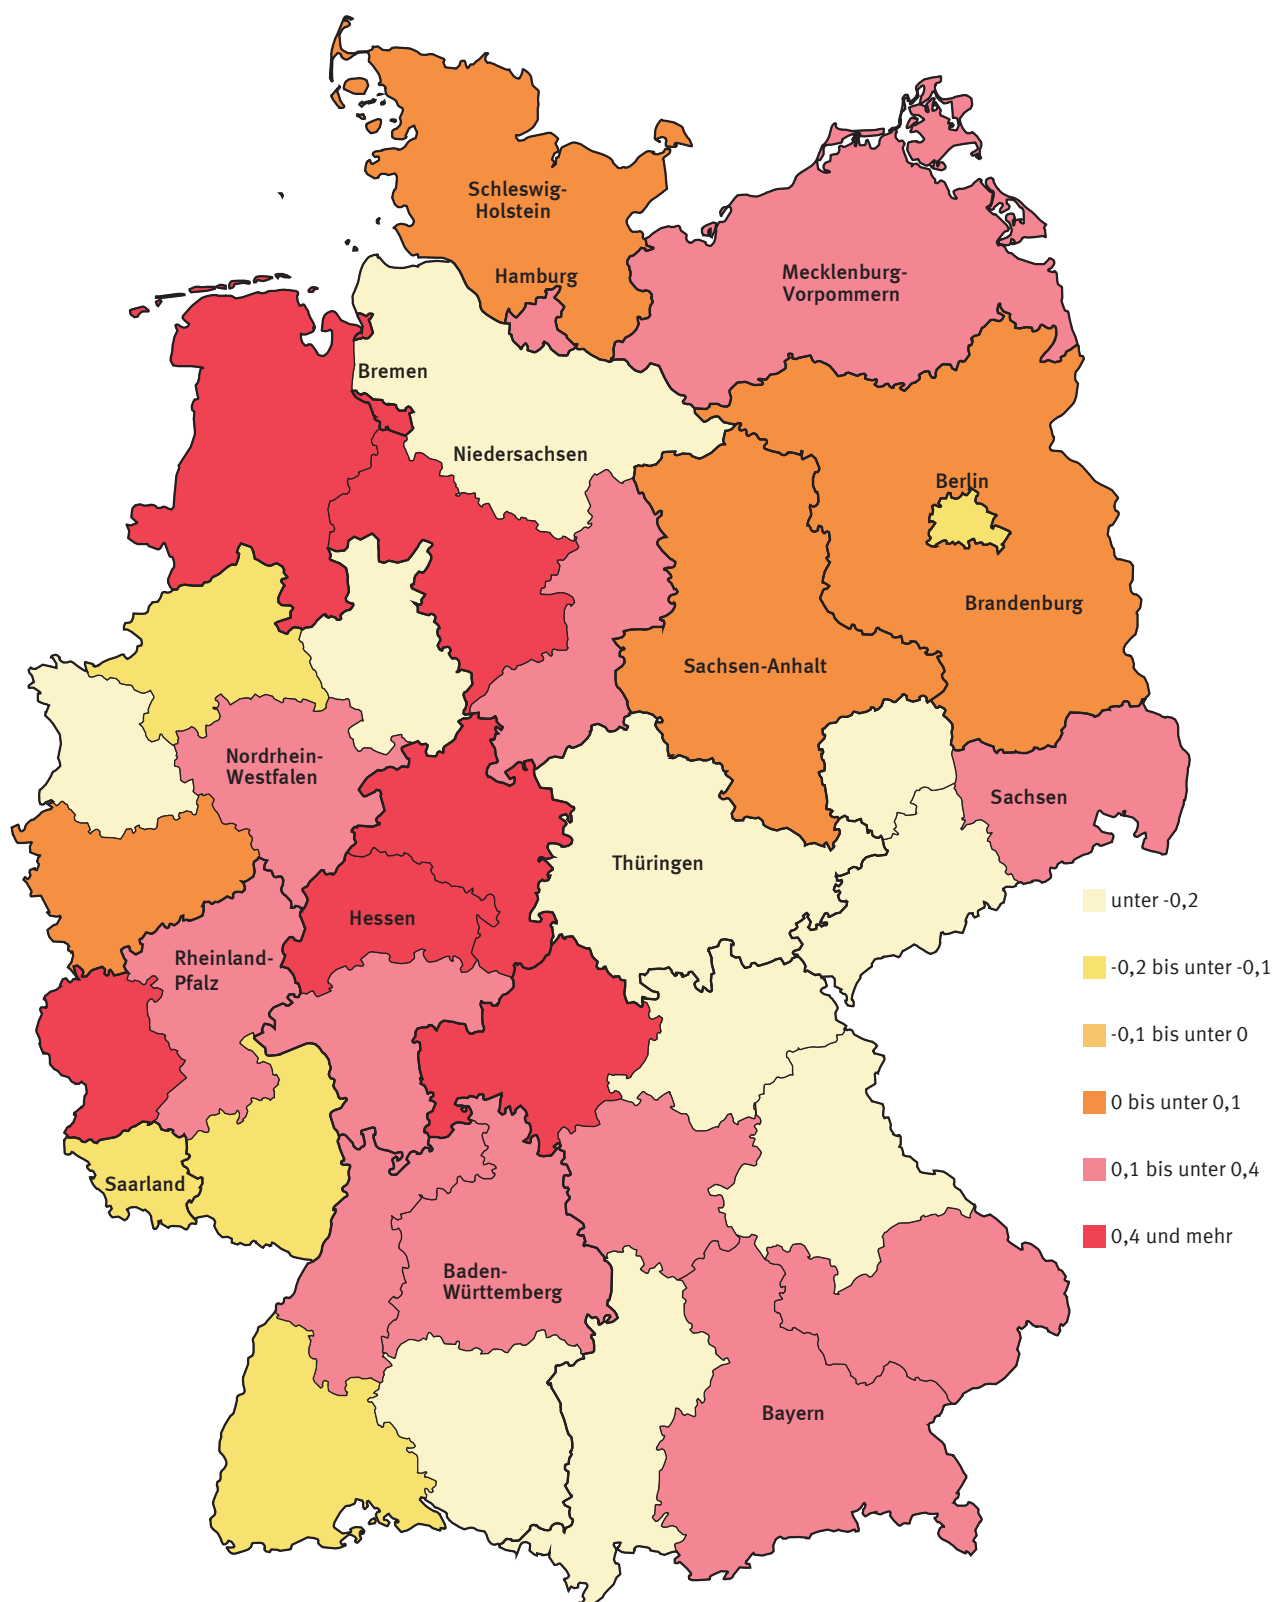 Schleswig-
Holstein
Hamburg
Mecklenburg-
Vorpommern
Bremen
Niedersachsen
Berlin
Brandenburg
Sachsen-Anhalt
Nordrhein-
Westfalen
Sachsen
Thüringen
Hessen
Rheinland-
Pfalz
Saarland
Baden-
Württemberg
Bayern
unter -0,2
-0,2 bis unter -0,1
-0,1 bis unter 0
0 bis unter 0,1
0,1 bis unter 0,4
0,4 und mehr